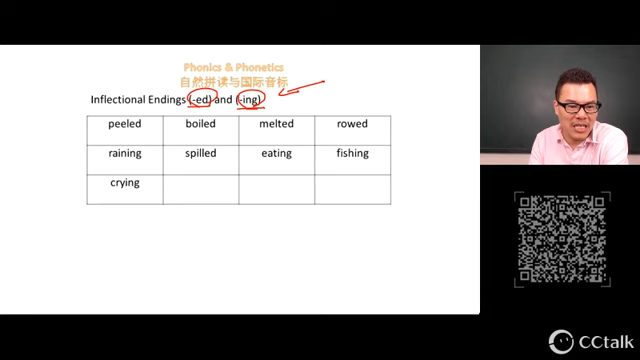 Phonics & Phonetics
自然拼读与国际音标
Inflectional Endings (-ed) and (-ing)
peeled boiled melted rowed
raining spilled eating fishing
crying
CCtalk